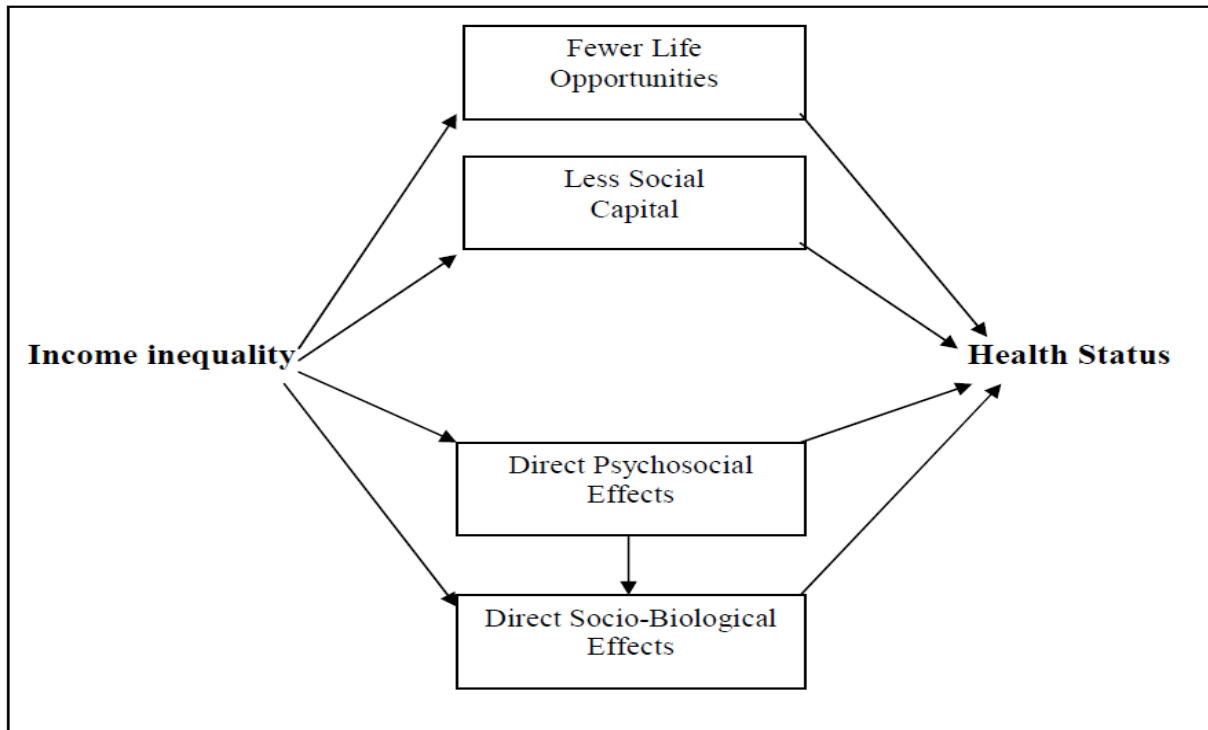 Fewer Life
Opportunities
Less Social
Capital
Income inequality
Health Status
Direct Psychosocial
Effects
Direct Socio-Biological
Effects